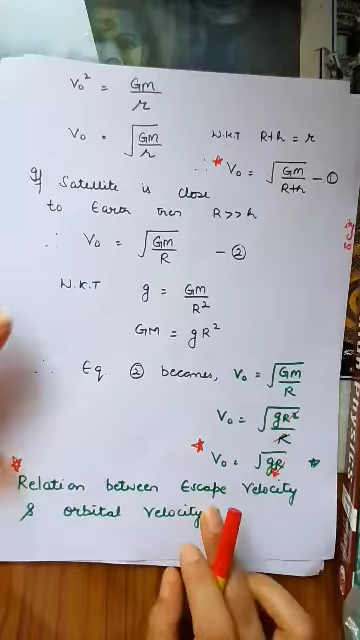 V₀² = GM/r
V₀ = √(GM/r) W.K.T R+h = r
∴ V₀ = √(GM/(R+h)) — ①
If Satellite is close
to Earth then R>>h
∴ V₀ = √(GM/R) — ②
W.K.T g = GM/R²
GM = gR²
∴ Eq ② becomes, V₀ = √(GM/R)
V₀ = √(gR²/R)
V₀ = √(gR)
Relation between Escape Velocity
& orbital velocity